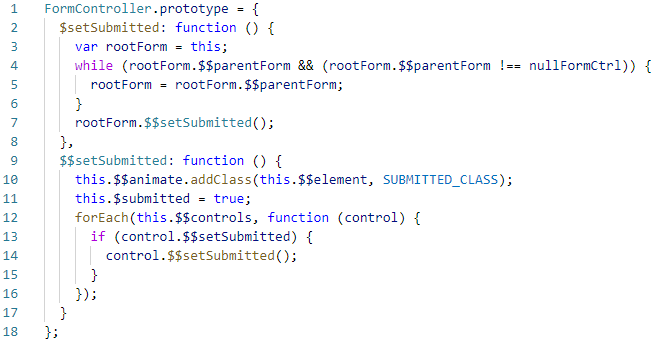 1 FormController.prototype = {
2   $setSubmitted: function () {
3     var rootForm = this;
4     while (rootForm.$$parentForm && (rootForm.$$parentForm !== nullFormCtrl)) {
5       rootForm = rootForm.$$parentForm;
6     }
7     rootForm.$$setSubmitted();
8   },
9   $$setSubmitted: function () {
10     this.$$animate.addClass(this.$$element, SUBMITTED_CLASS);
11     this.$submitted = true;
12     forEach(this.$$controls, function (control) {
13       if (control.$$setSubmitted) {
14         control.$$setSubmitted();
15       }
16     });
17   }
18 };